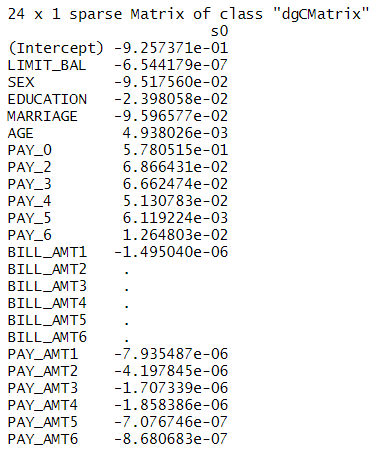 24 x 1 sparse Matrix of class "dgCMatrix"
s0
(Intercept) -9.257371e-01
LIMIT_BAL -6.544179e-07
SEX -9.517560e-02
EDUCATION -2.398058e-02
MARRIAGE -9.596577e-02
AGE 4.938026e-03
PAY_0 5.780515e-01
PAY_2 6.866431e-02
PAY_3 6.662474e-02
PAY_4 5.130783e-02
PAY_5 6.119224e-03
PAY_6 1.264803e-02
BILL_AMT1 -1.495040e-06
BILL_AMT2 .
BILL_AMT3 .
BILL_AMT4 .
BILL_AMT5 .
BILL_AMT6 .
PAY_AMT1 -7.935487e-06
PAY_AMT2 -4.197845e-06
PAY_AMT3 -1.707339e-06
PAY_AMT4 -1.858386e-06
PAY_AMT5 -7.076746e-07
PAY_AMT6 -8.680683e-07